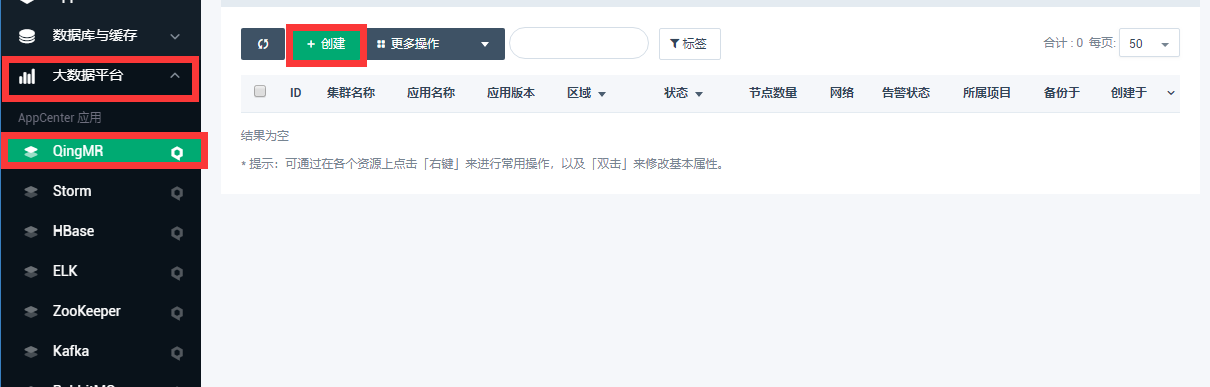 数据库与缓存
大数据平台
AppCenter 应用
QingMR
Storm
HBase
ELK
ZooKeeper
Kafka
+ 创建 更多操作 标签 合计 : 0 每页: 50
ID 集群名称 应用名称 应用版本 区域 状态 节点数量 网络 告警状态 所属项目 备份于 创建于
结果为空
* 提示：可通过在各个资源上点击「右键」来进行常用操作，以及「双击」来修改基本属性。